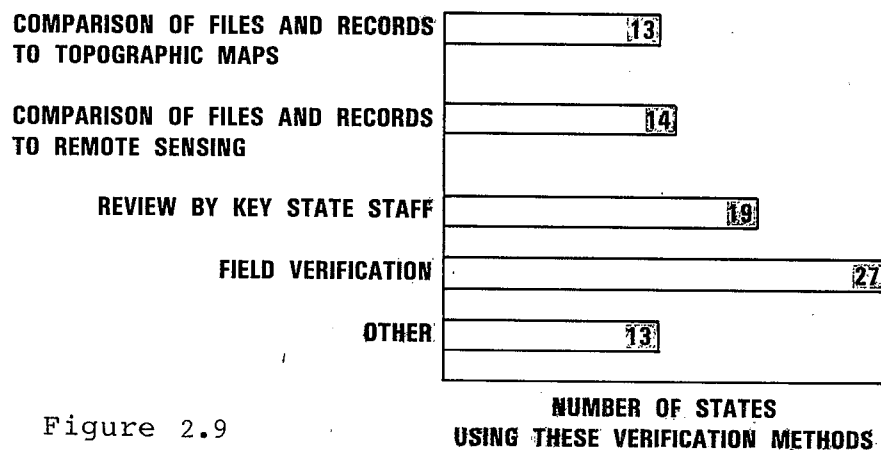 COMPARISON OF FILES AND RECORDS
TO TOPOGRAPHIC MAPS
13
COMPARISON OF FILES AND RECORDS
TO REMOTE SENSING
14
REVIEW BY KEY STATE STAFF
19
FIELD VERIFICATION
27
OTHER
13
NUMBER OF STATES
USING THESE VERIFICATION METHODS
Figure 2.9